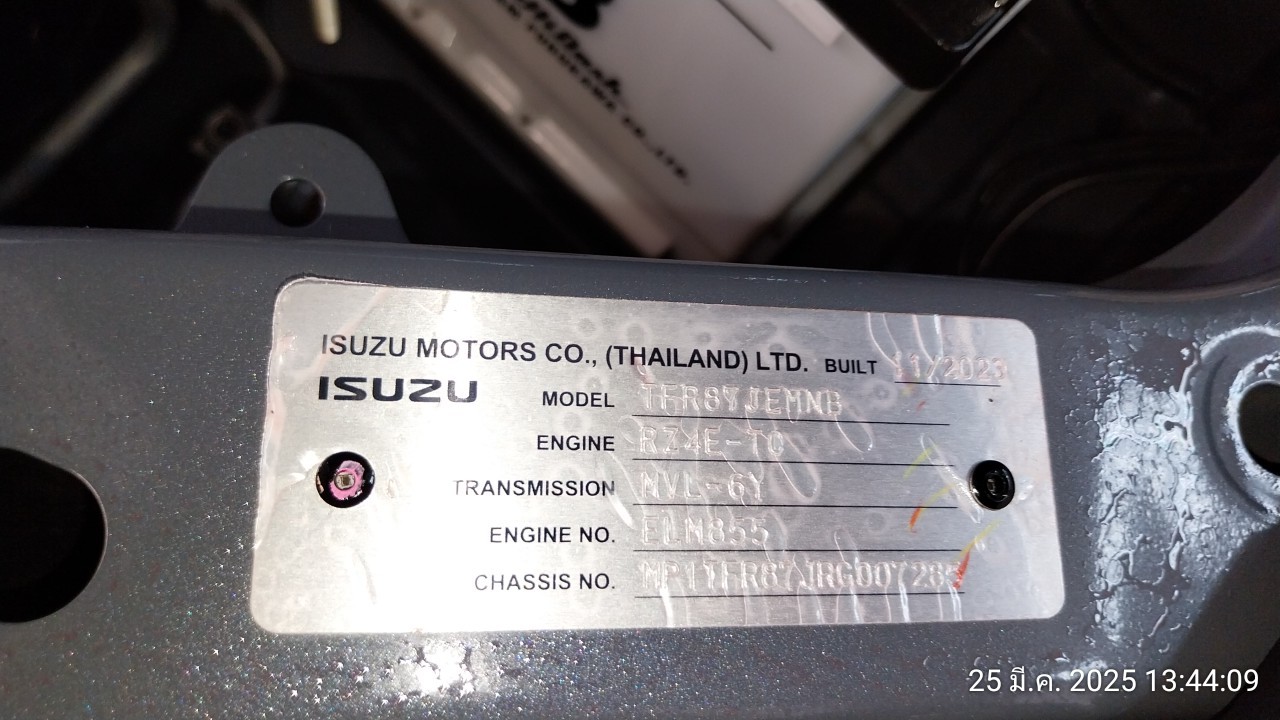 ISUZU MOTORS CO., (THAILAND) LTD. BUILT 11/2023
ISUZU
MODEL TFR87JEMNB
ENGINE RZ4E-TC
TRANSMISSION MVL-6Y
ENGINE NO. ELM855
CHASSIS NO.
25 มี.ค. 2025 13:44:09